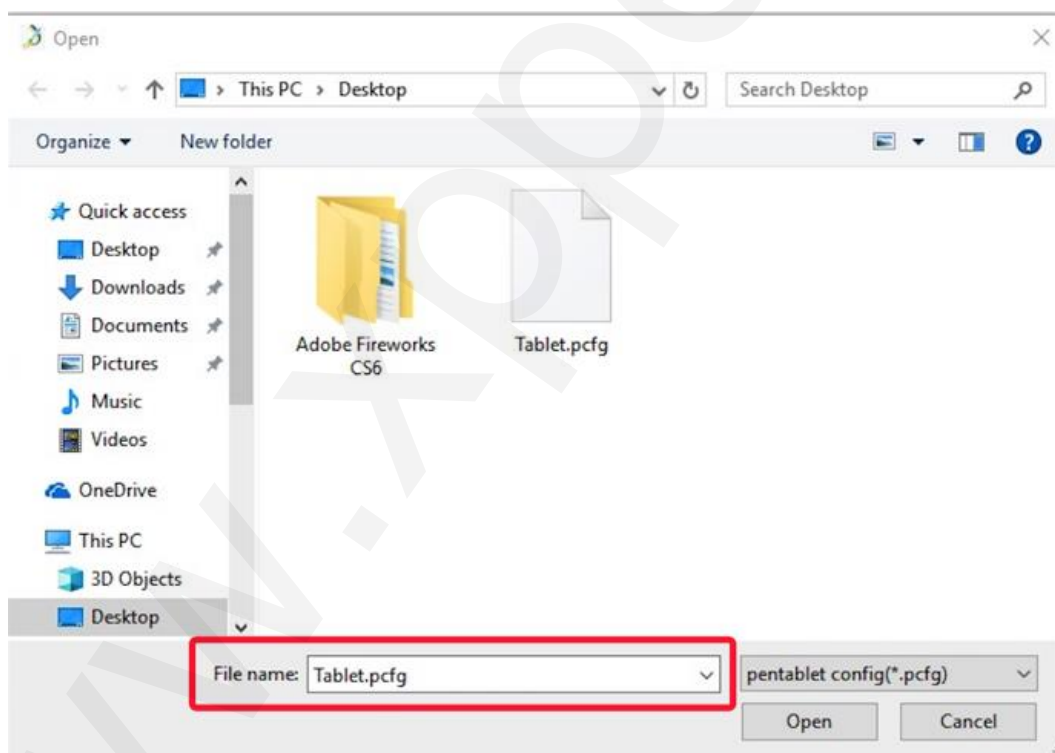 Open
This PC > Desktop
Search Desktop
Organize
New folder
Quick access
Desktop
Downloads
Documents
Pictures
Music
Videos
OneDrive
This PC
3D Objects
Desktop
Adobe Fireworks
CS6
Tablet.pcfg
File name: Tablet.pcfg
pentablet config(*.pcfg)
Open
Cancel